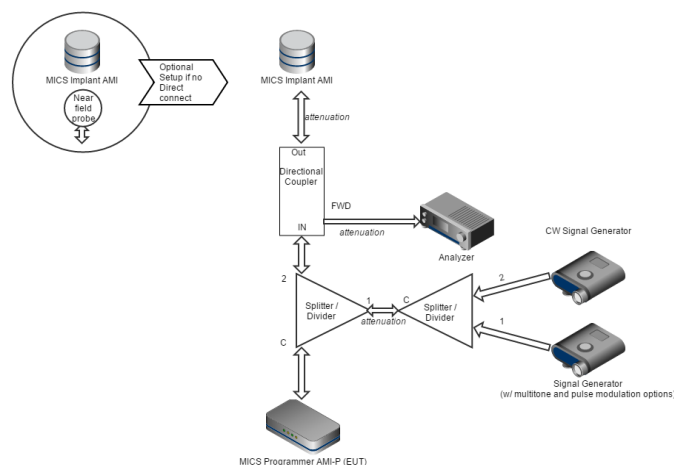 MICS Implant AMI
Near
field
probe
Optional
Setup if no
Direct
connect
MICS Implant AMI
attenuation
Out
Directional
Coupler
IN
FWD
attenuation
Analyzer
CW Signal Generator
2
Splitter /
Divider
1
attenuation
C
C
Splitter /
Divider
2
1
Signal Generator
(w/ multitone and pulse modulation options)
MICS Programmer AMI-P (EUT)